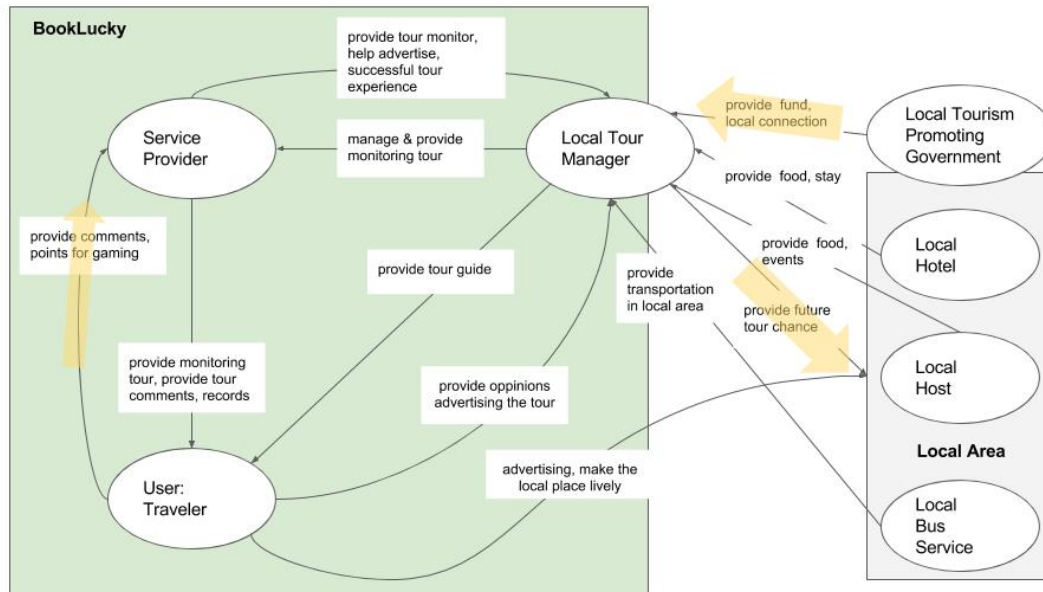 BookLucky
provide tour monitor,
help advertise,
successful tour
experience
Service
Provider
manage & provide
monitoring tour
Local Tour
Manager
provide fund,
local connection
Local Tourism
Promoting
Government
provide food, stay
provide comments,
points for gaming
provide tour guide
provide
transportation
in local area
provide food,
events
Local
Hotel
provide future
tour chance
provide monitoring
tour, provide tour
comments, records
provide oppinions
advertising the tour
Local
Host
Local Area
User:
Traveler
advertising, make the
local place lively
Local
Bus
Service